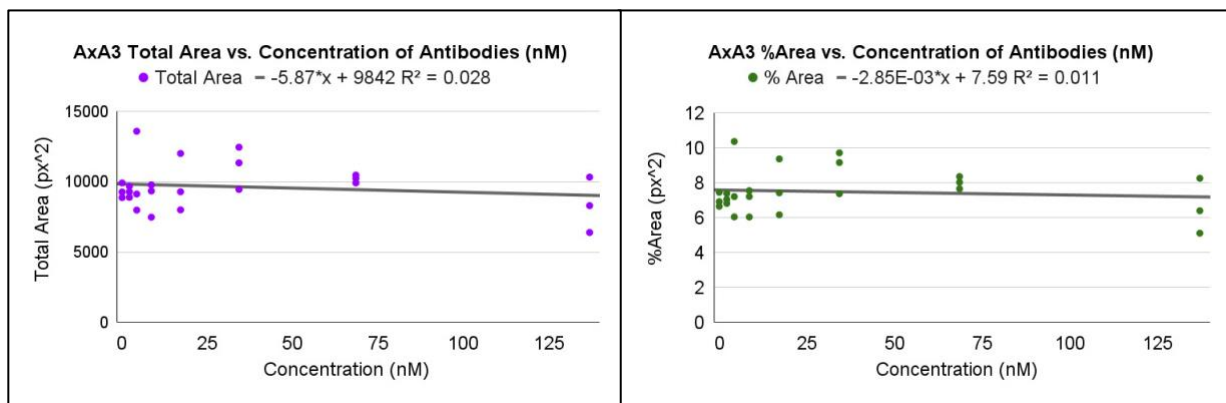 AxA3 Total Area vs. Concentration of Antibodies (nM)
Total Area — -5.87*x + 9842 R² = 0.028
15000
10000
5000
0
Total Area (px^2)
0 25 50 75 100 125
Concentration (nM)
AxA3 %Area vs. Concentration of Antibodies (nM)
% Area — -2.85E-03*x + 7.59 R² = 0.011
12
10
8
6
4
2
0
%Area (px^2)
0 25 50 75 100 125
Concentration (nM)